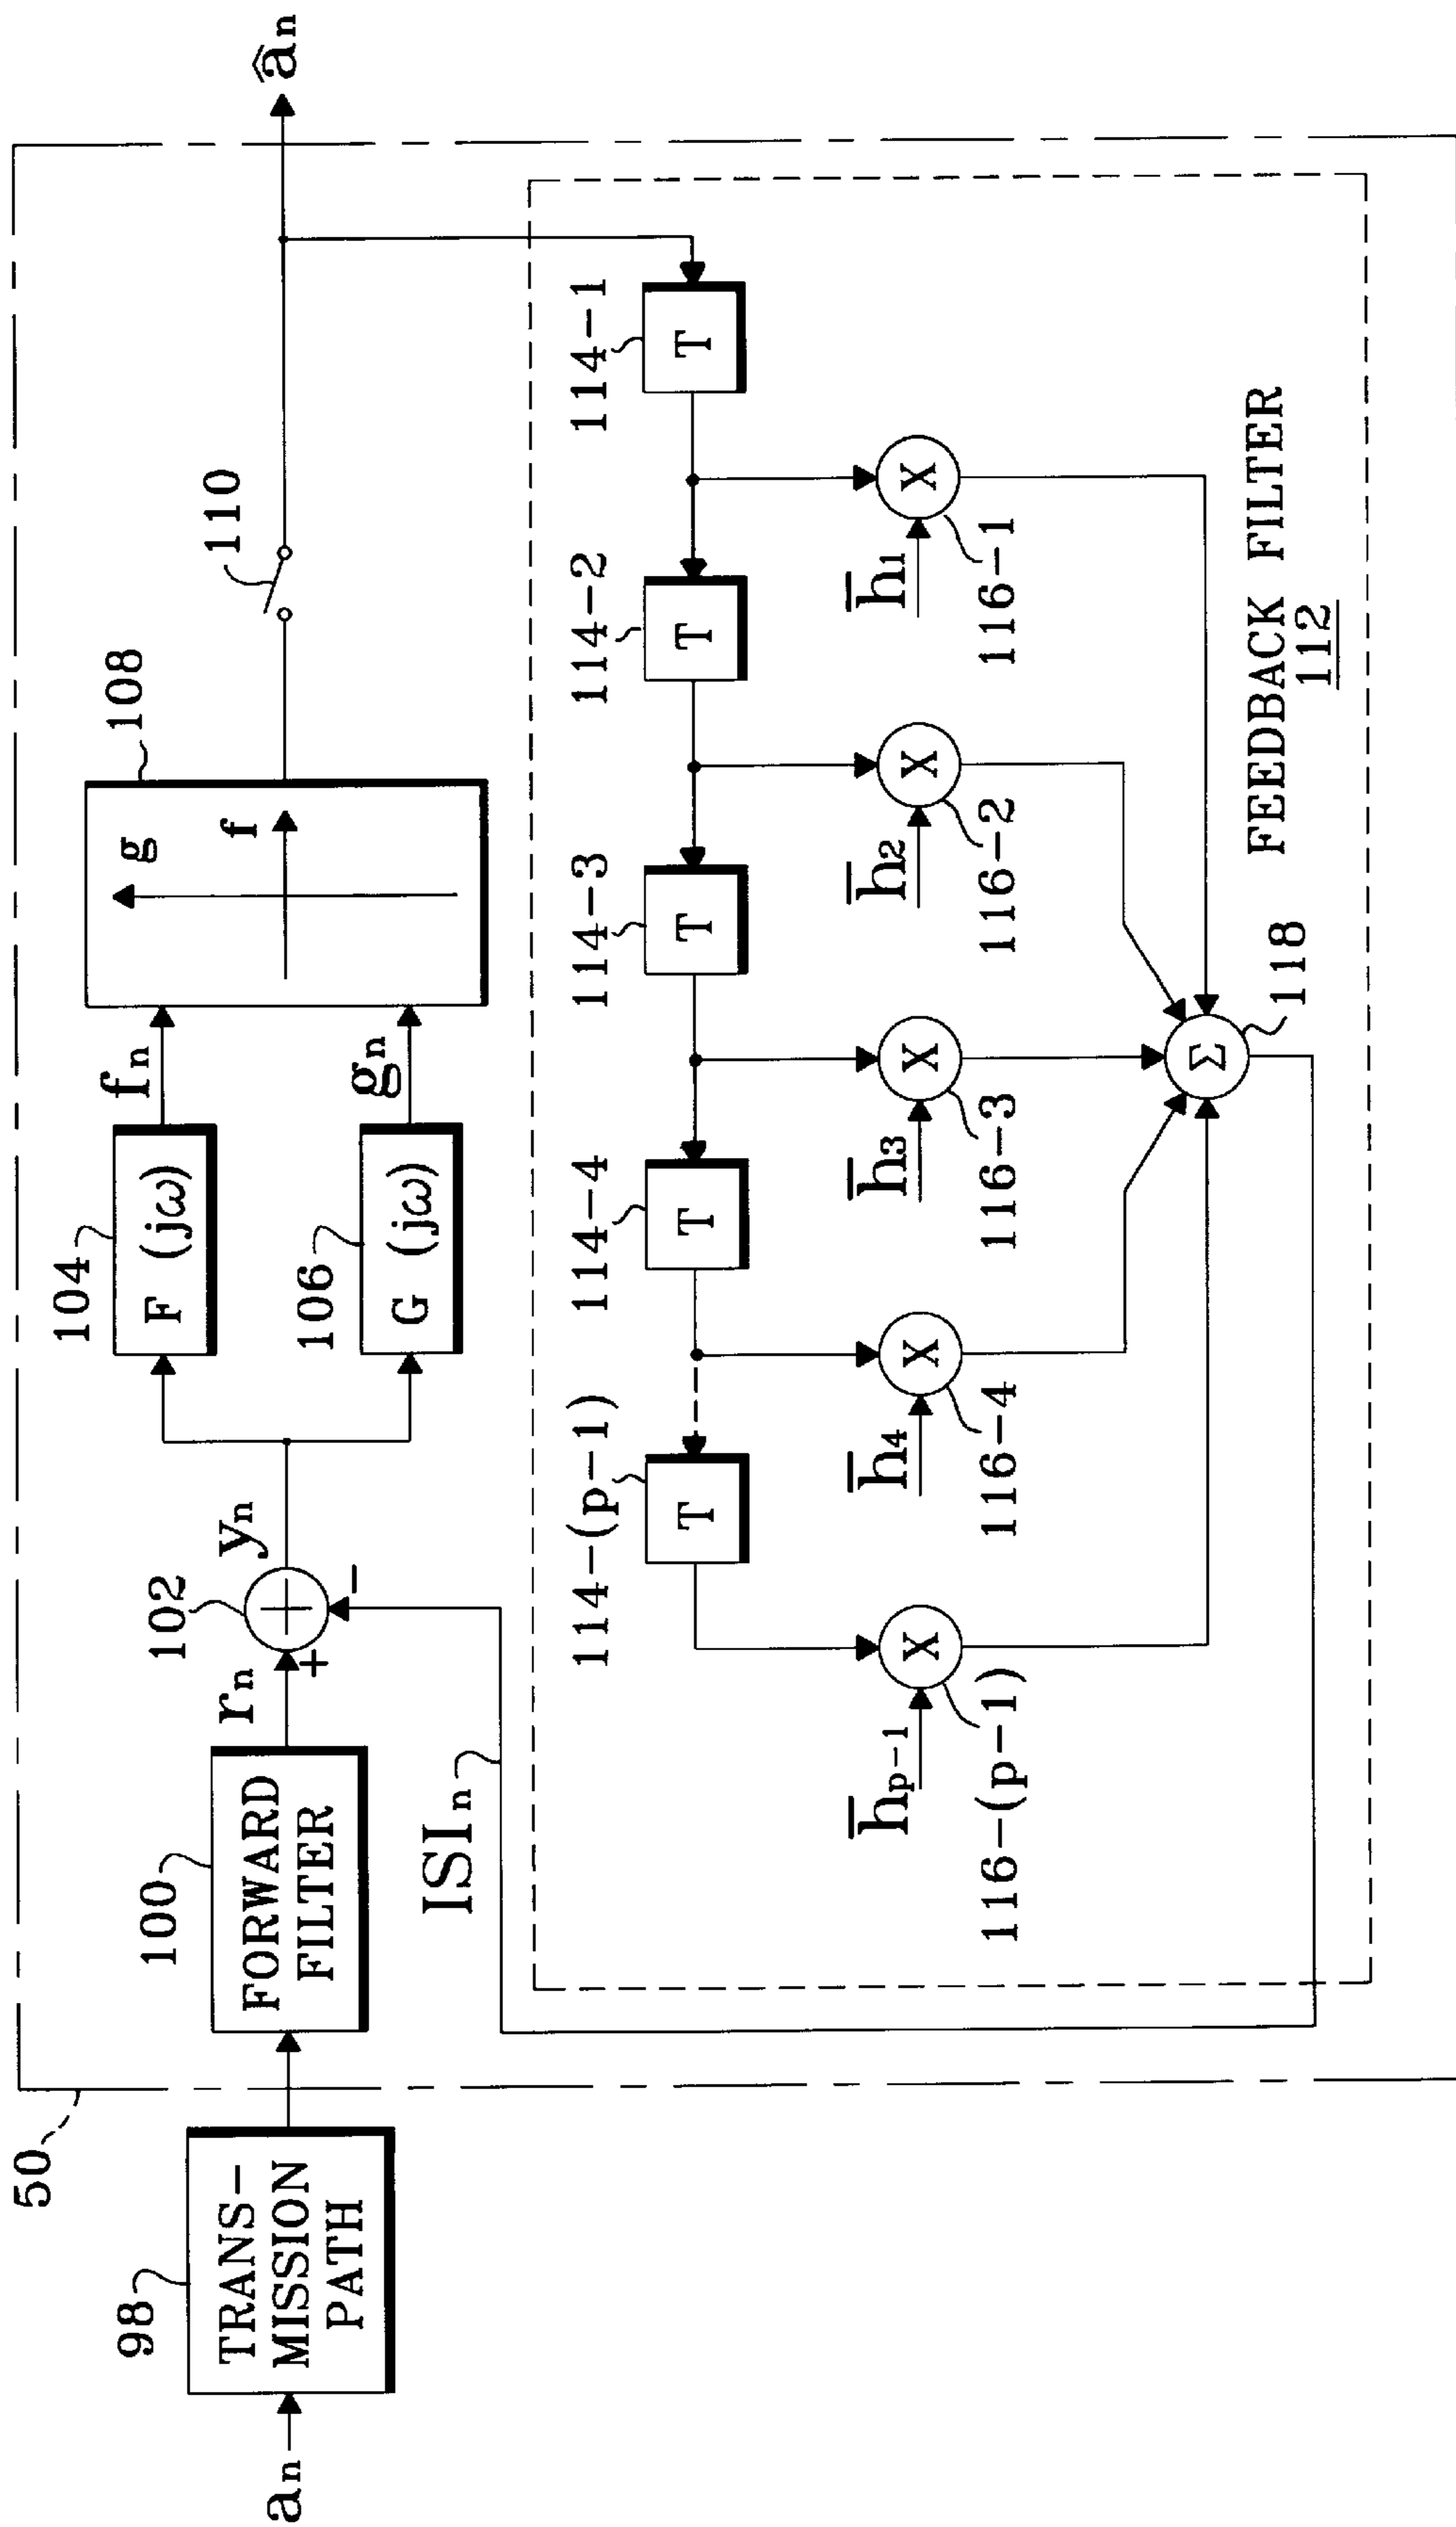 50
98
TRANS-
MISSION
PATH
aₙ
100
FORWARD
FILTER
rₙ
+
102
−
yₙ
ISIₙ
104
F (jω)
106
G (jω)
fₙ
gₙ
108
g
f
110
âₙ
114-(p-1)
T
114-4
T
114-3
T
114-2
T
114-1
T
h̅ₚ₋₁
X
116-(p-1)
h̅₄
X
116-4
h̅₃
X
116-3
h̅₂
X
116-2
h̅₁
X
116-1
Σ
118
FEEDBACK FILTER
112